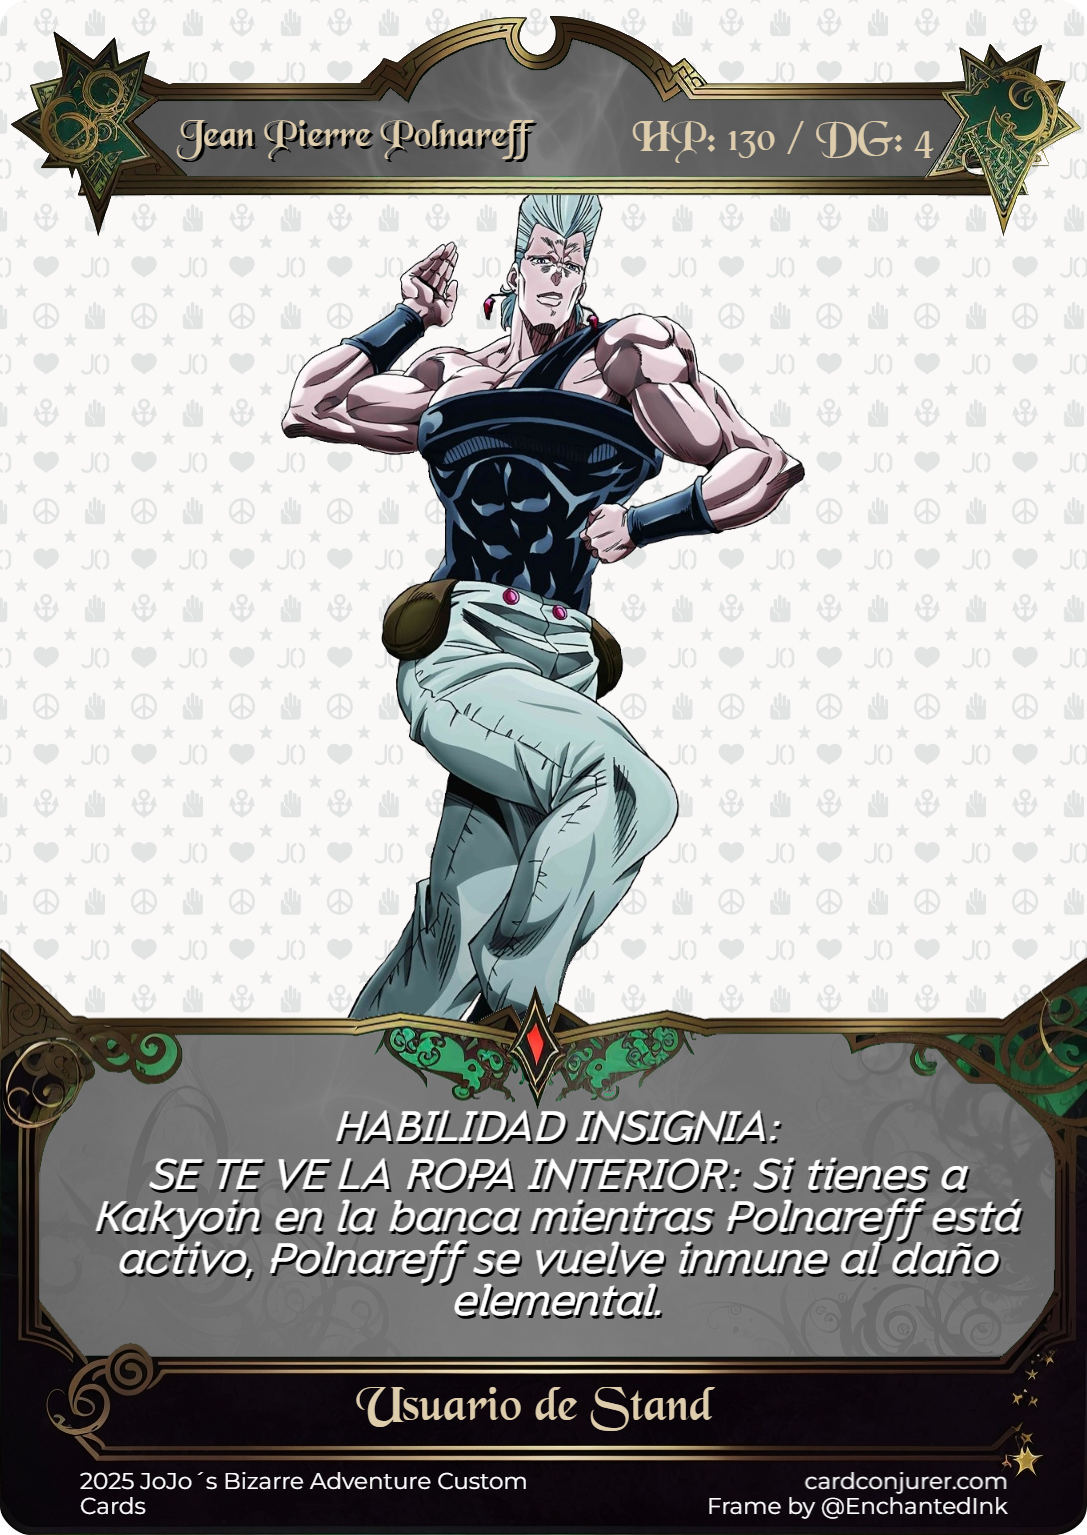 Jean Pierre Polnareff HP: 130 / DG: 4
HABILIDAD INSIGNIA:
SE TE VE LA ROPA INTERIOR: Si tienes a
Kakyoin en la banca mientras Polnareff está
activo, Polnareff se vuelve inmune al daño
elemental.
Usuario de Stand
2025 JoJo´s Bizarre Adventure Custom
Cards
cardconjurer.com
Frame by @EnchantedInk